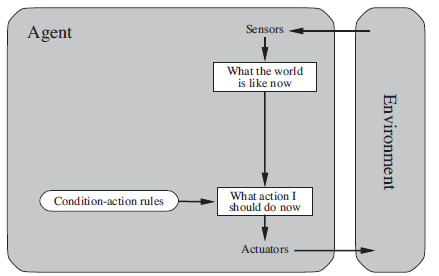 Agent
Sensors
What the world
is like now
Environment
Condition-action rules
What action I
should do now
Actuators